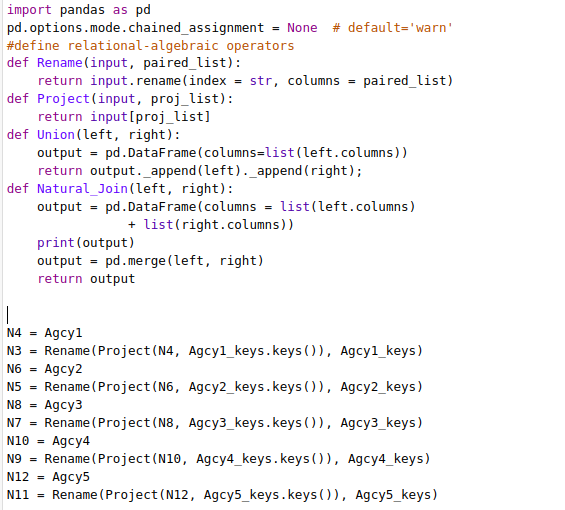 import pandas as pd
pd.options.mode.chained_assignment = None  # default='warn'
#define relational-algebraic operators
def Rename(input, paired_list):
    return input.rename(index = str, columns = paired_list)
def Project(input, proj_list):
    return input[proj_list]
def Union(left, right):
    output = pd.DataFrame(columns=list(left.columns))
    return output._append(left)._append(right);
def Natural_Join(left, right):
    output = pd.DataFrame(columns = list(left.columns)
                + list(right.columns))
    print(output)
    output = pd.merge(left, right)
    return output
N4 = Agcy1
N3 = Rename(Project(N4, Agcy1_keys.keys()), Agcy1_keys)
N6 = Agcy2
N5 = Rename(Project(N6, Agcy2_keys.keys()), Agcy2_keys)
N8 = Agcy3
N7 = Rename(Project(N8, Agcy3_keys.keys()), Agcy3_keys)
N10 = Agcy4
N9 = Rename(Project(N10, Agcy4_keys.keys()), Agcy4_keys)
N12 = Agcy5
N11 = Rename(Project(N12, Agcy5_keys.keys()), Agcy5_keys)